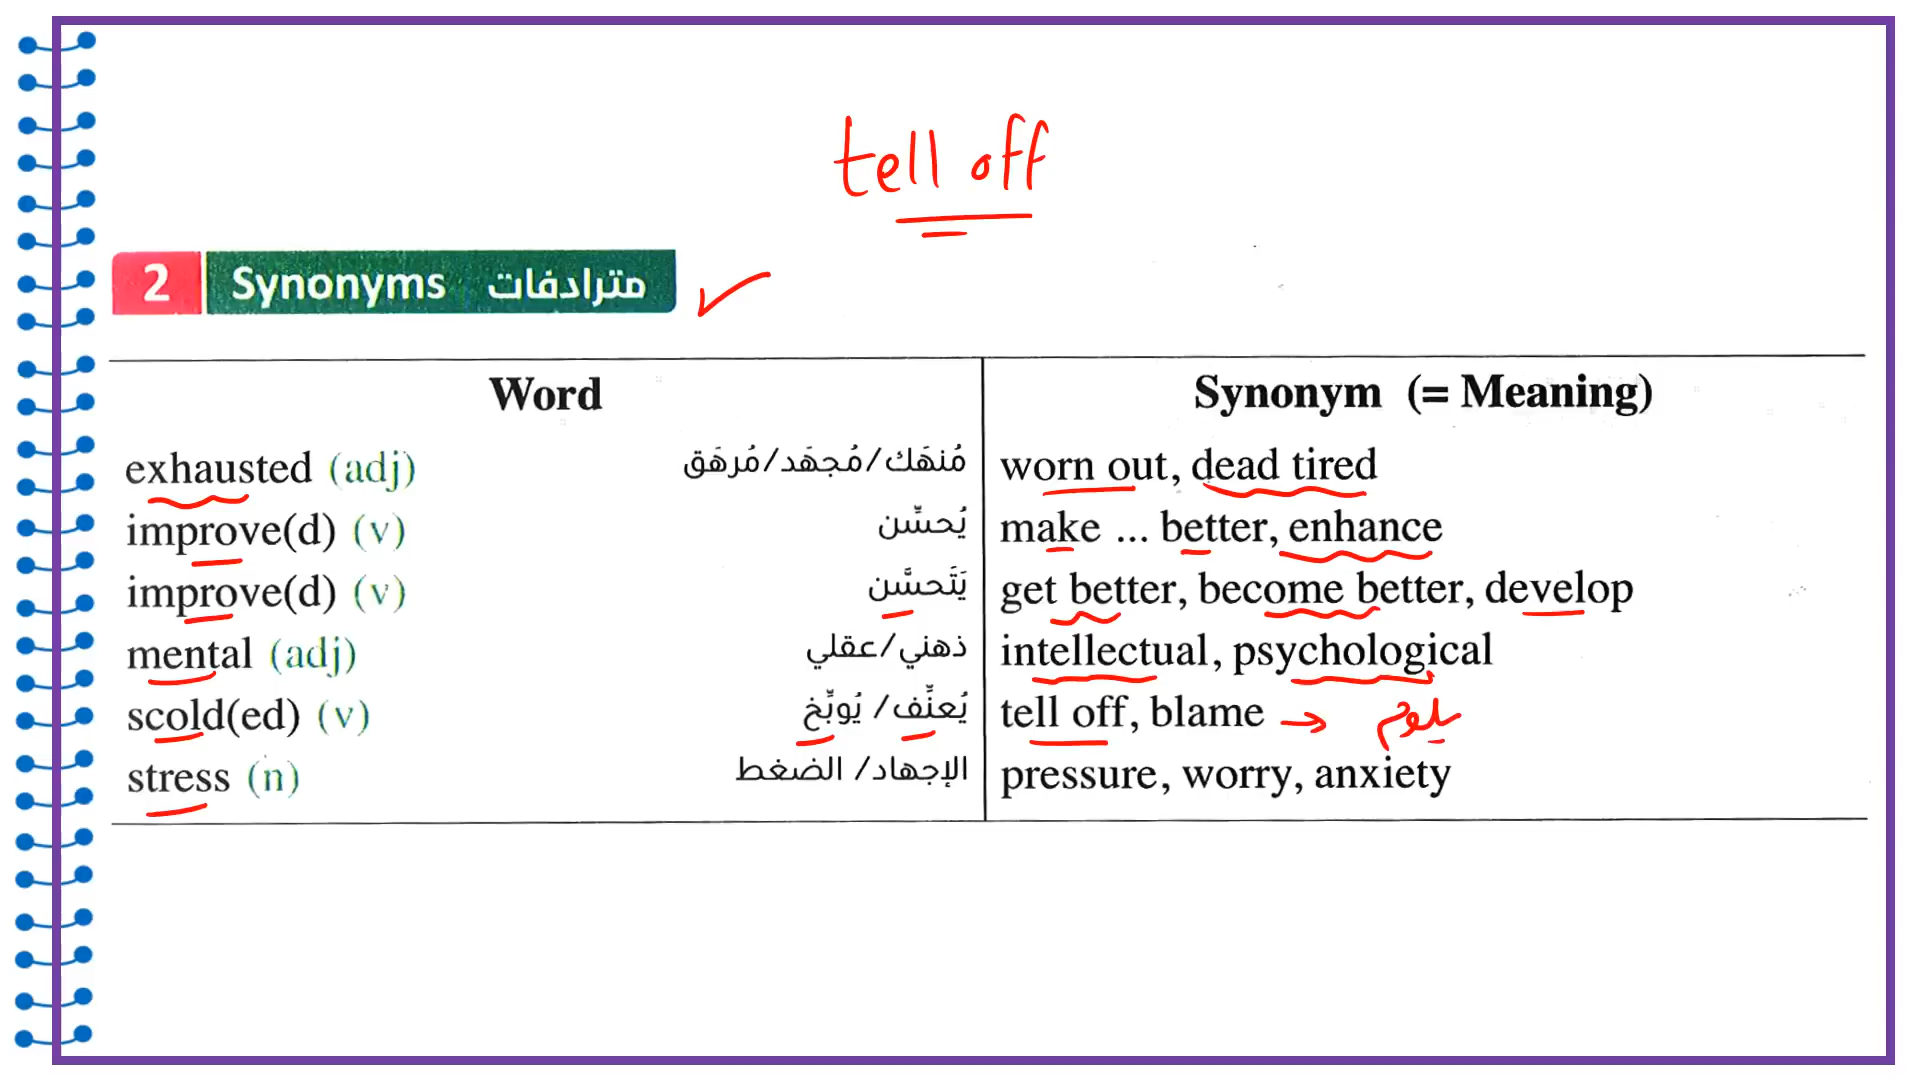 tell off
2 Synonyms مترادفات
Word Synonym (= Meaning)
exhausted (adj) مُنهَك/مُجهَد/مُرهَق worn out, dead tired
improve(d) (v) يُحسِّن make ... better, enhance
improve(d) (v) يَتَحسَّن get better, become better, develop
mental (adj) ذهني/عقلي intellectual, psychological
scold(ed) (v) يُعنِّف/ يُوبِّخ tell off, blame → يلوم
stress (n) الإجهاد/ الضغط pressure, worry, anxiety